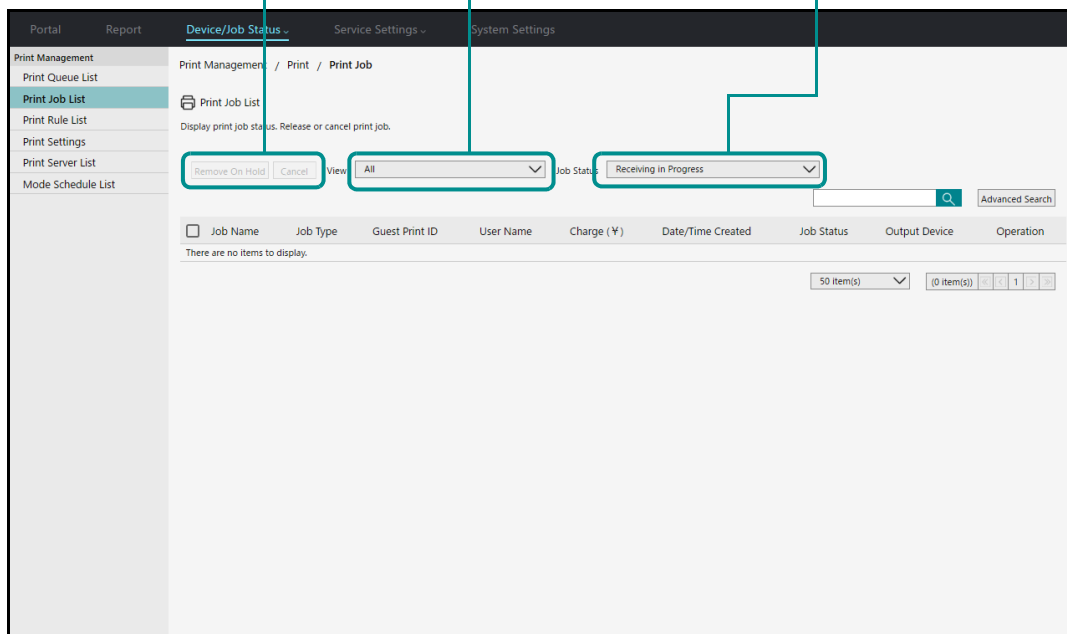 Portal Report Device/Job Status Service Settings System Settings
Print Management
Print Queue List
Print Job List
Print Rule List
Print Settings
Print Server List
Mode Schedule List
Print Management / Print / Print Job
Print Job List
Display print job status. Release or cancel print job.
Remove On Hold Cancel View All Job Status Receiving in Progress
Advanced Search
Job Name Job Type Guest Print ID User Name Charge (¥) Date/Time Created Job Status Output Device Operation
There are no items to display.
50 item(s) (0 item(s)) 1